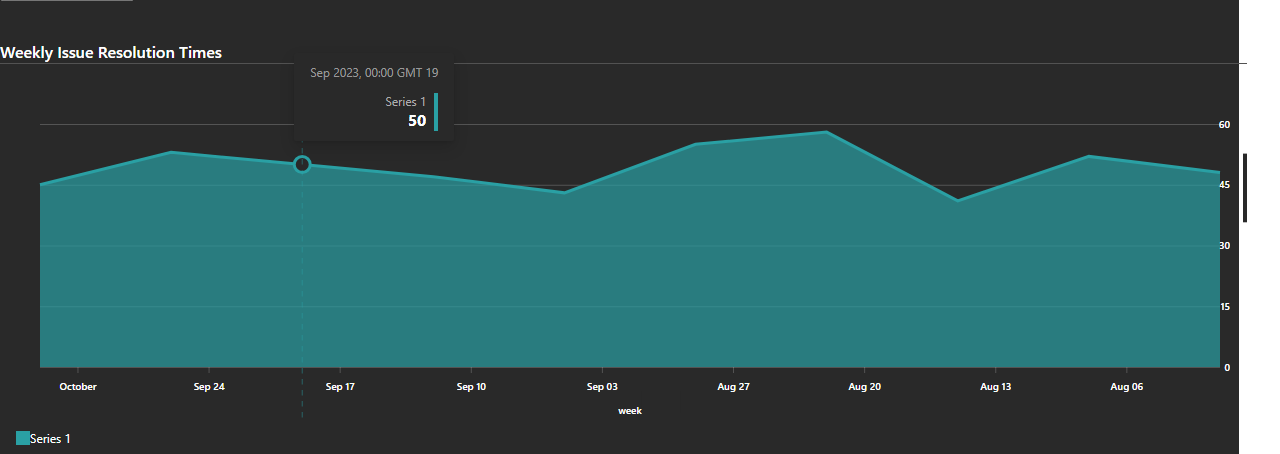 Weekly Issue Resolution Times
Sep 2023, 00:00 GMT 19
Series 1
50
60
45
30
15
0
October Sep 24 Sep 17 Sep 10 Sep 03 Aug 27 Aug 20 Aug 13 Aug 06
week
Series 1